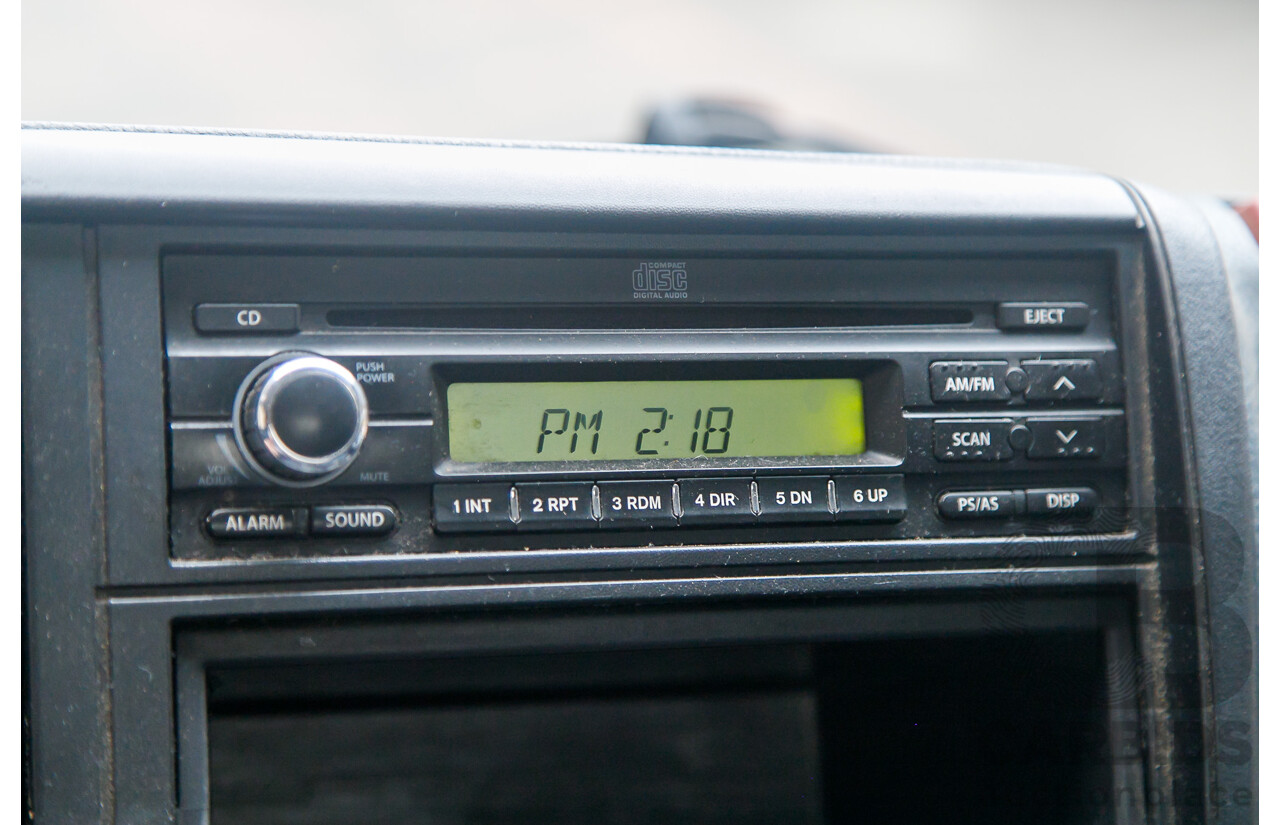 COMPACT
disc
DIGITAL AUDIO
CD
EJECT
PUSH
POWER
AM/FM
PM 2:18
SCAN
VOL
ADJUST
MUTE
1 INT 2 RPT 3 RDM 4 DIR 5 DN 6 UP
PS/AS DISP
ALARM SOUND